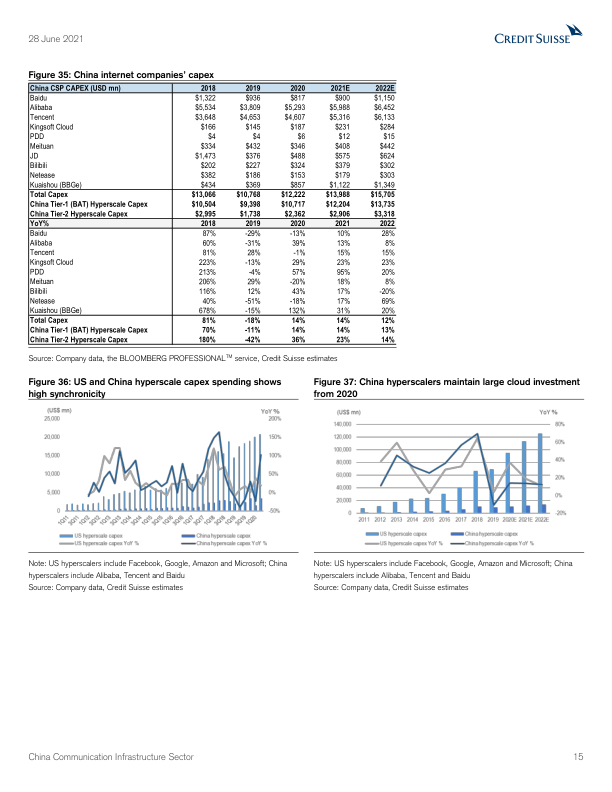 28 June 2021
CREDIT SUISSE
Figure 35: China internet companies' capex
China CSP CAPEX (USD mn) 2018 2019 2020 2021E 2022E
Baidu $1,322 $936 $817 $900 $1,150
Alibaba $5,534 $3,809 $5,293 $5,988 $6,452
Tencent $3,648 $4,653 $4,607 $5,316 $6,133
Kingsoft Cloud $166 $145 $187 $231 $284
PDD $4 $4 $6 $12 $15
Meituan $334 $432 $346 $408 $442
JD $1,473 $376 $488 $575 $624
Bilibili $202 $227 $324 $379 $302
Netease $382 $186 $153 $179 $303
Kuaishou (BBGe) $434 $369 $857 $1,122 $1,349
Total Capex $13,066 $10,768 $12,222 $13,988 $15,705
China Tier-1 (BAT) Hyperscale Capex $10,504 $9,398 $10,717 $12,204 $13,735
China Tier-2 Hyperscale Capex $2,995 $1,738 $2,362 $2,906 $3,318
YoY% 2018 2019 2020 2021 2022
Baidu 87% -29% -13% 10% 28%
Alibaba 60% -31% 39% 13% 8%
Tencent 81% 28% -1% 15% 15%
Kingsoft Cloud 223% -13% 29% 23% 23%
PDD 213% -4% 57% 95% 20%
Meituan 206% 29% -20% 18% 8%
Bilibili 116% 12% 43% 17% -20%
Netease 40% -51% -18% 17% 69%
Kuaishou (BBGe) 678% -15% 132% 31% 20%
Total Capex 81% -18% 14% 14% 12%
China Tier-1 (BAT) Hyperscale Capex 70% -11% 14% 14% 13%
China Tier-2 Hyperscale Capex 180% -42% 36% 23% 14%
Source: Company data, the BLOOMBERG PROFESSIONAL™ service, Credit Suisse estimates
Figure 36: US and China hyperscale capex spending shows
high synchronicity
(US$ mn) YoY %
25,000 200%
20,000 150%
15,000 100%
10,000 50%
5,000 0%
0 -50%
US hyperscale capex China hyperscale capex
US hyperscale capex YoY % China hyperscale capex YoY %
Note: US hyperscalers include Facebook, Google, Amazon and Microsoft; China
hyperscalers include Alibaba, Tencent and Baidu
Source: Company data, Credit Suisse estimates
Figure 37: China hyperscalers maintain large cloud investment
from 2020
(US$ mn) YoY %
140,000 80%
120,000 60%
100,000 40%
80,000
60,000 20%
40,000 0%
20,000
0 -20%
2011 2012 2013 2014 2015 2016 2017 2018 2019 2020E 2021E 2022E
US hyperscale capex China hyperscale capex
US hyperscale capex YoY % China hyperscale capex YoY %
Note: US hyperscalers include Facebook, Google, Amazon and Microsoft; China
hyperscalers include Alibaba, Tencent and Baidu
Source: Company data, Credit Suisse estimates
China Communication Infrastructure Sector 15